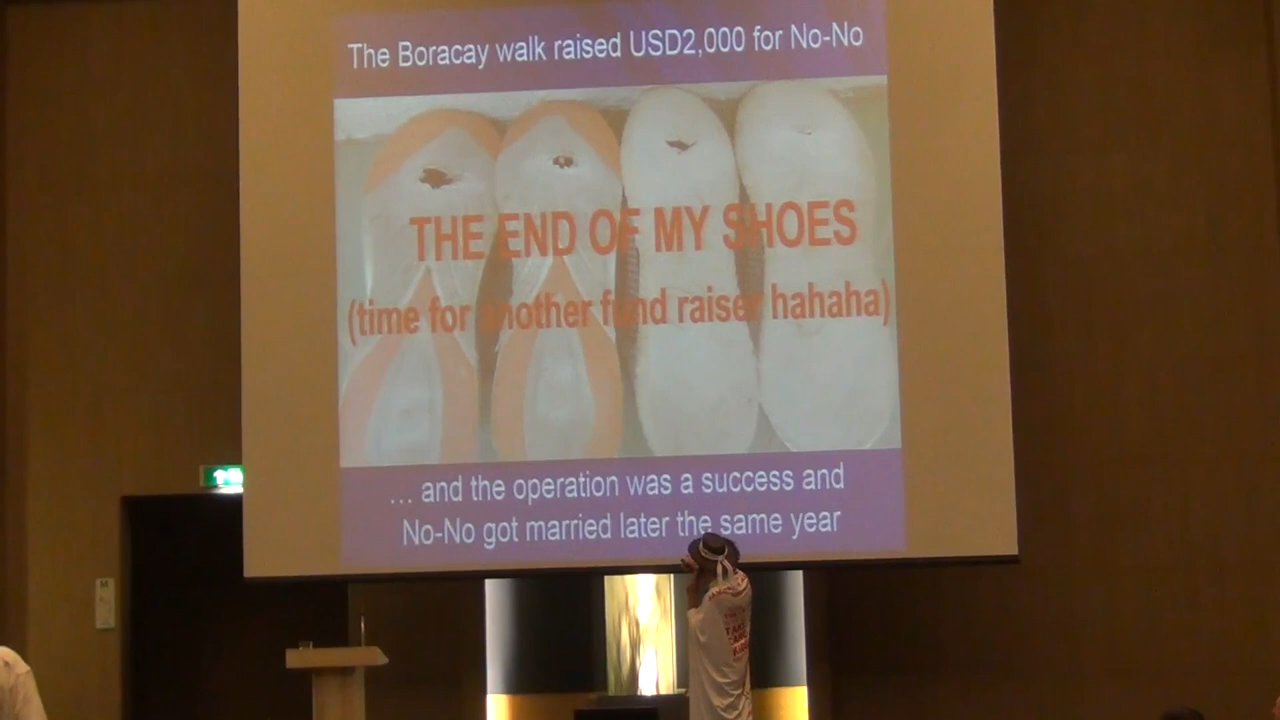 The Boracay walk raised USD2,000 for No-No
THE END OF MY SHOES
(time for another fund raiser hahaha)
… and the operation was a success and
No-No got married later the same year